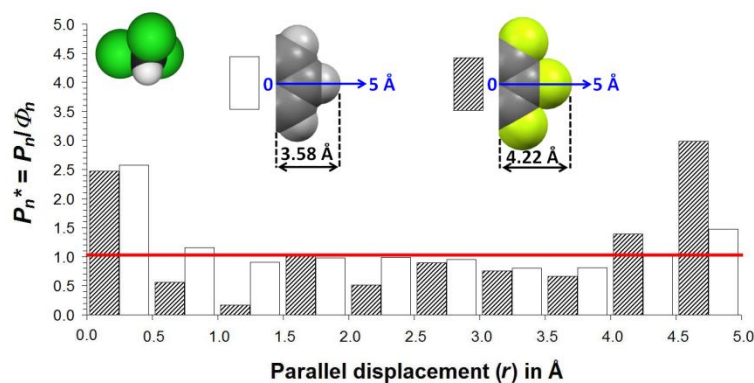 5.0
4.5
4.0
3.5
3.0
2.5
2.0
1.5
1.0
0.5
0.0
Pₙ* = Pₙ/Φₙ
0 5 Å
3.58 Å
0 5 Å
4.22 Å
0.0 0.5 1.0 1.5 2.0 2.5 3.0 3.5 4.0 4.5 5.0
Parallel displacement (r) in Å